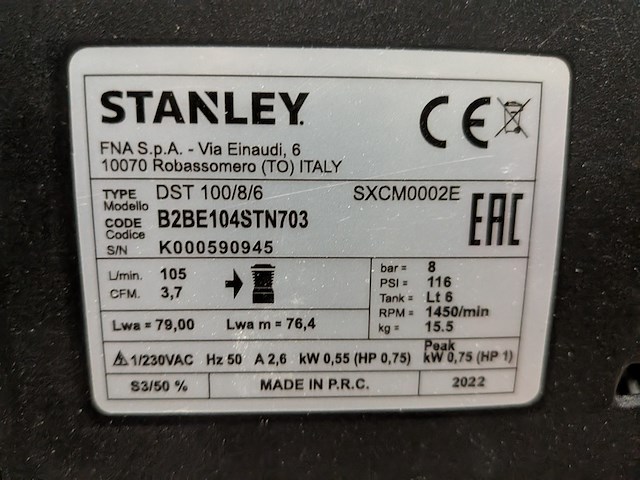 STANLEY.
CE
FNA S.p.A. - Via Einaudi, 6
10070 Robassomero (TO) ITALY
TYPE Modello DST 100/8/6 SXCM0002E
CODE Codice B2BE104STN703
EAC
S/N K000590945
L/min. 105
CFM. 3,7
bar = 8
PSI = 116
Tank = Lt 6
RPM = 1450/min
kg = 15.5
Lwa = 79,00 Lwa m = 76,4
1/230VAC Hz 50 A 2,6 kW 0,55 (HP 0,75) Peak kW 0,75 (HP 1)
S3/50 % MADE IN P.R.C. 2022